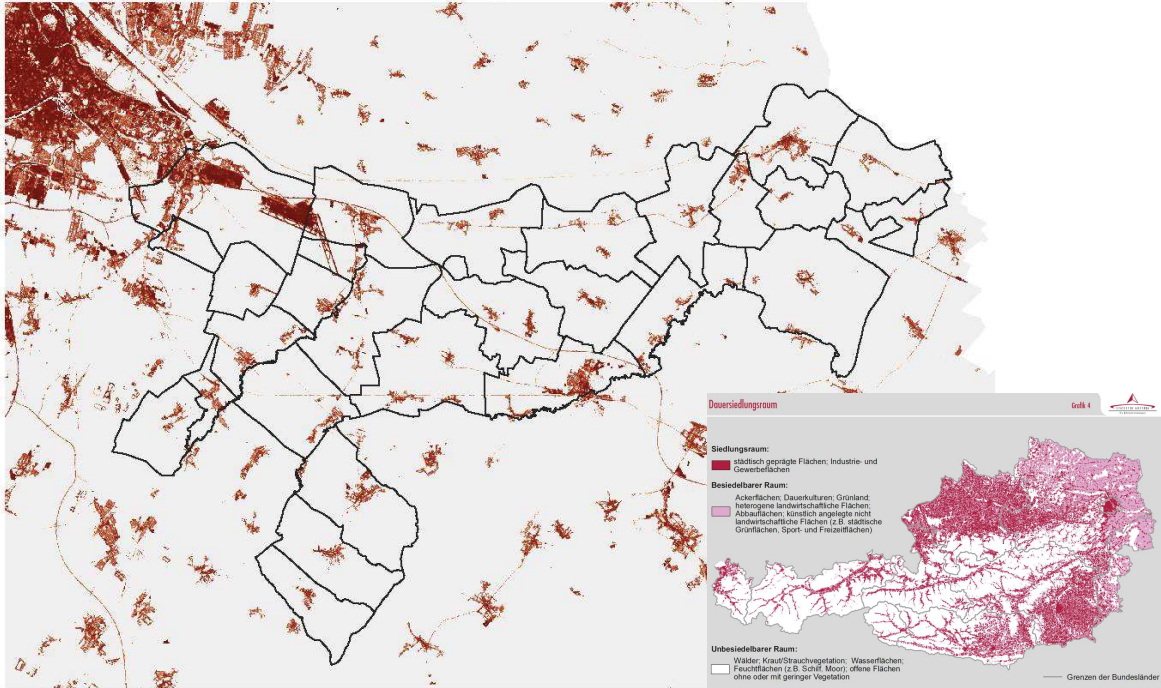 Dauersiedlungsraum
Grafik 4
STATISTIK AUSTRIA
Siedlungsraum:
städtisch geprägte Flächen; Industrie- und
Gewerbeflächen
Besiedelbarer Raum:
Ackerflächen; Dauerkulturen; Grünland;
heterogene landwirtschaftliche Flächen;
Abbauflächen; künstlich angelegte nicht
landwirtschaftliche Flächen (z.B. städtische
Grünflächen, Sport- und Freizeitflächen)
Unbesiedelbarer Raum:
Wälder; Kraut/Strauchvegetation; Wasserflächen;
Feuchtflächen (z.B. Schilf, Moor); offene Flächen
ohne oder mit geringer Vegetation
Grenzen der Bundesländer